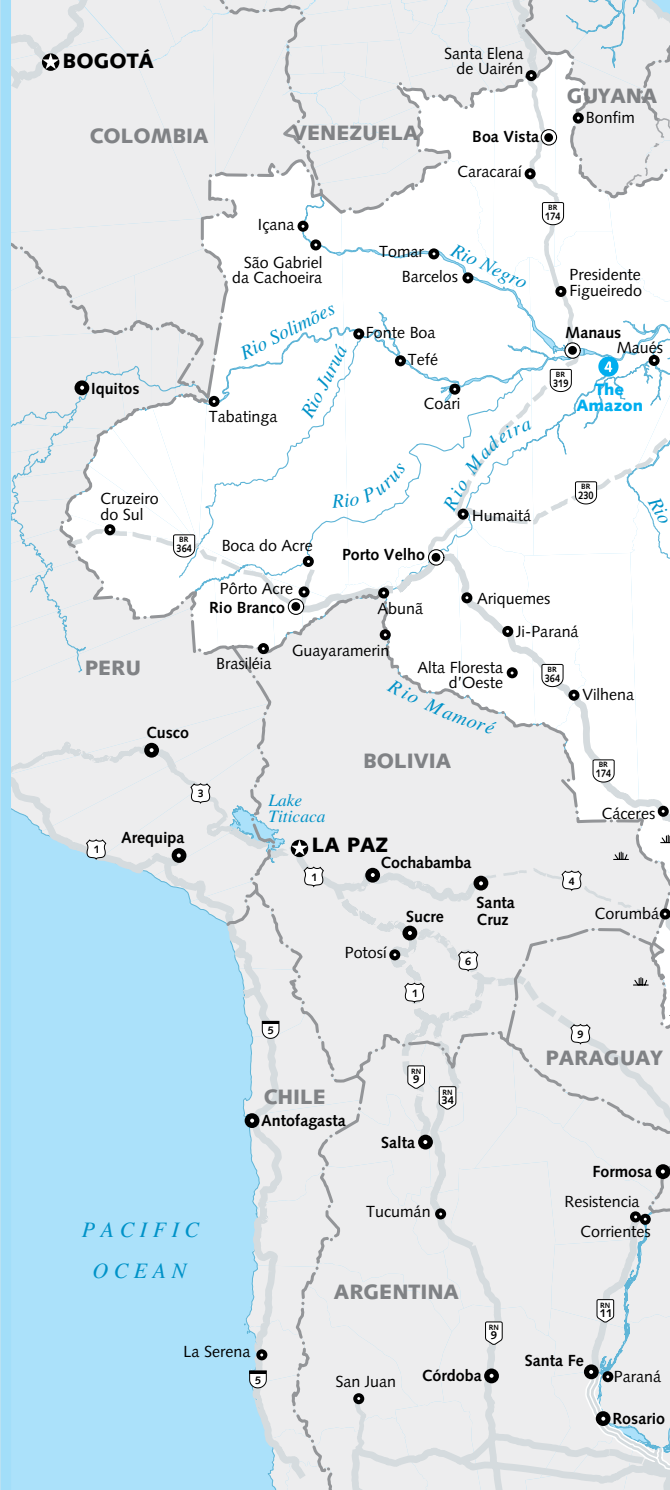 Santa Elena
de Uairén
BOGOTÁ
GUYANA
Bonfim
COLOMBIA
VENEZUELA
Boa Vista
Caracaraí
BR
174
Içana
São Gabriel
da Cachoeira
Tomar
Rio Negro
Barcelos
Presidente
Figueiredo
Rio Solimões
Fonte Boa
Manaus
Maués
Tefé
4
The
Amazon
BR
319
Rio Juruá
Iquitos
Tabatinga
Coari
Rio Madeira
Rio Purus
BR
230
Rio
Cruzeiro
do Sul
Humaitá
BR
364
Boca do Acre
Porto Velho
Pôrto Acre
Rio Branco
Abunã
Ariquemes
Guayaramerin
Ji-Paraná
Brasiléia
PERU
Alta Floresta
d'Oeste
BR
364
Rio Mamoré
Vilhena
Cusco
BOLIVIA
BR
174
3
Lake
Titicaca
Cáceres
1
Arequipa
LA PAZ
Cochabamba
1
4
Santa
Cruz
Sucre
Corumbá
Potosí
6
1
5
9
PARAGUAY
RN
9
RN
34
CHILE
Antofagasta
Salta
Formosa
Resistencia
Tucumán
Corrientes
PACIFIC
OCEAN
ARGENTINA
RN
11
RN
9
La Serena
5
Santa Fe
Córdoba
Paraná
San Juan
Rosario